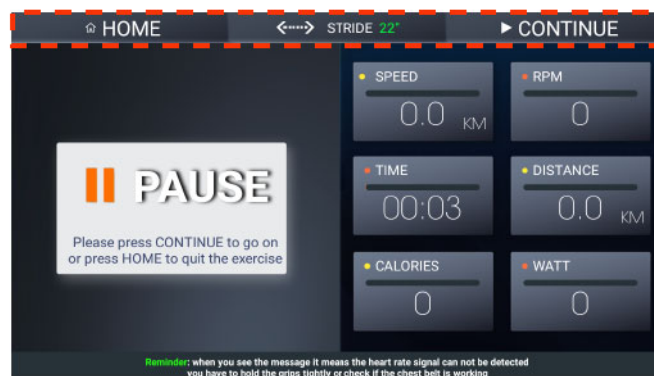 HOME
STRIDE 22"
CONTINUE
SPEED
0.0 KM
RPM
0
PAUSE
Please press CONTINUE to go on
or press HOME to quit the exercise
TIME
00:03
DISTANCE
0.0 KM
CALORIES
0
WATT
0
Reminder: when you see the message it means the heart rate signal can not be detected
you have to hold the grips tightly or check if the chest belt is working